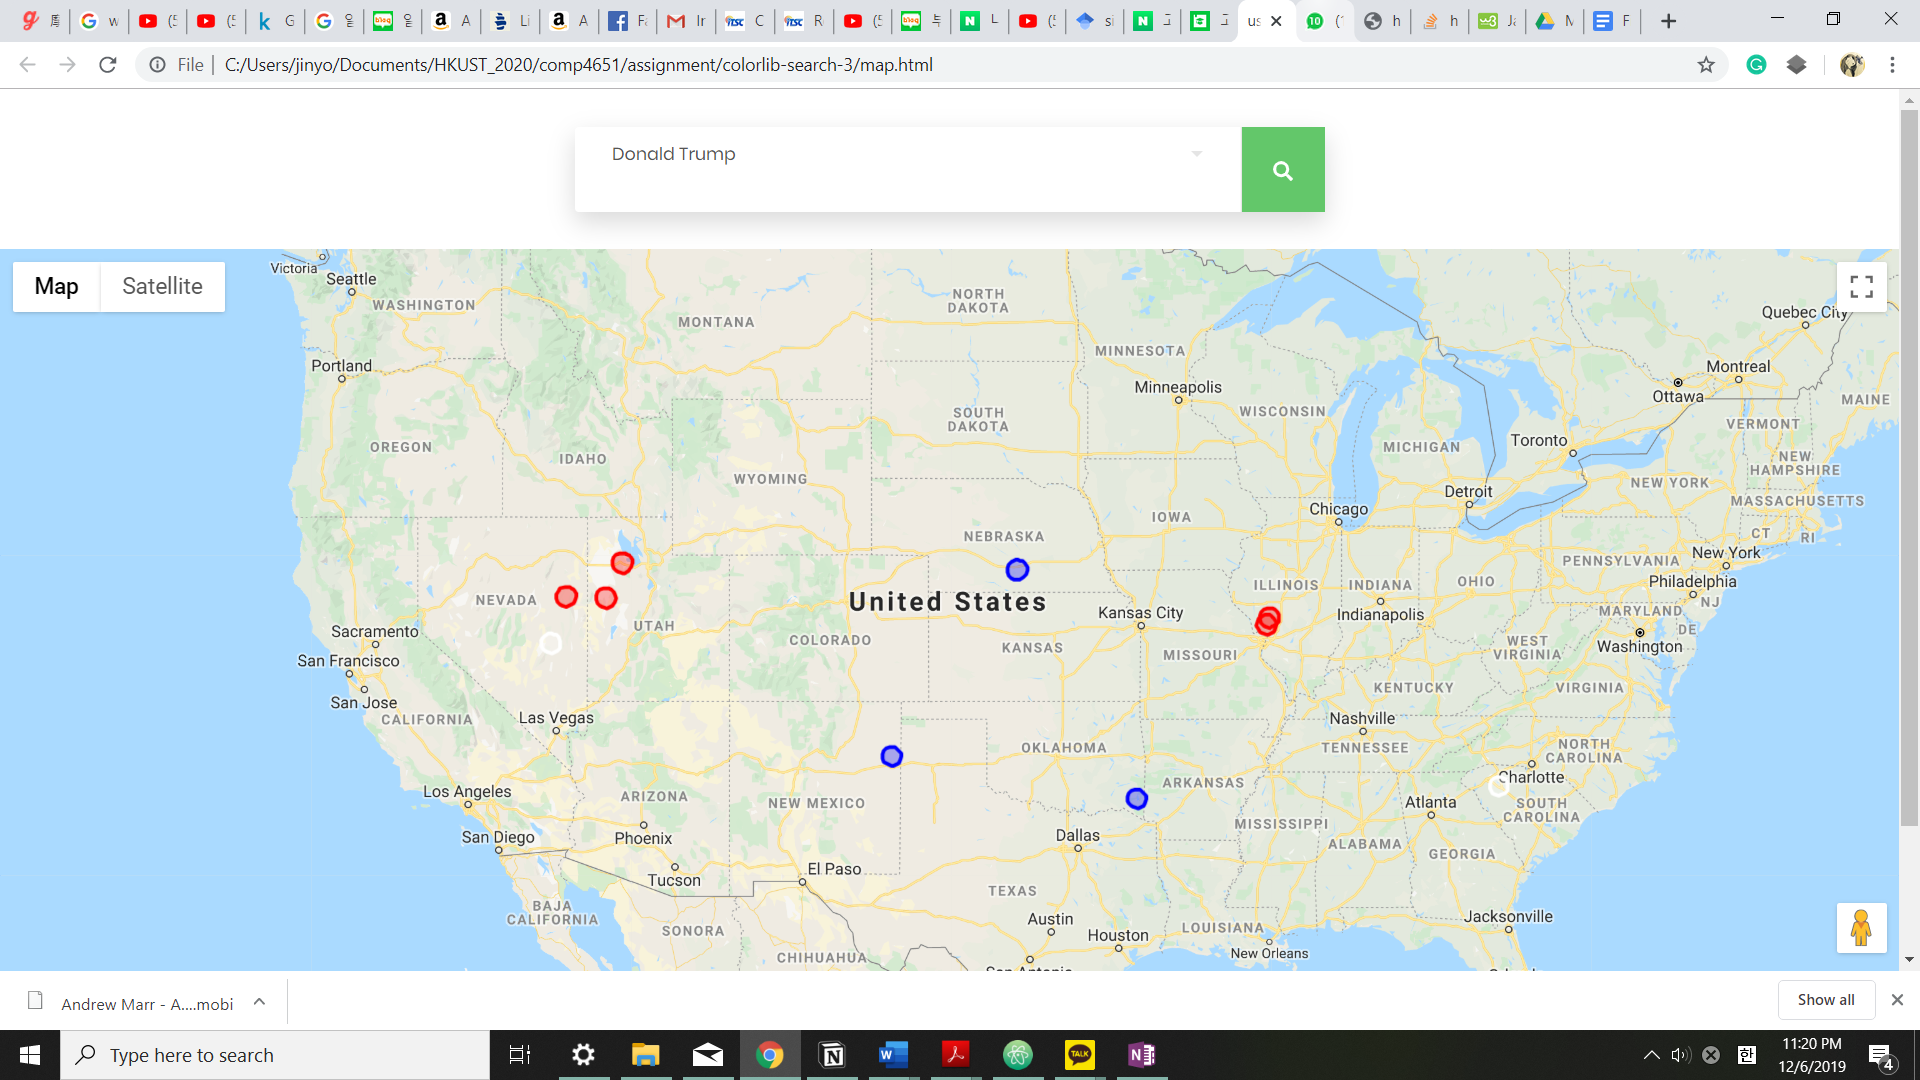 File
C:/Users/jinyo/Documents/HKUST_2020/comp4651/assignment/colorlib-search-3/map.html
Donald Trump
Map
Satellite
Victoria
Seattle
WASHINGTON
MONTANA
NORTH
DAKOTA
Quebec City
Portland
MINNESOTA
Minneapolis
Montreal
Ottawa
MAINE
SOUTH
DAKOTA
WISCONSIN
VERMONT
OREGON
IDAHO
MICHIGAN
Toronto
NEW
HAMPSHIRE
WYOMING
Detroit
NEW YORK
MASSACHUSETTS
Chicago
IOWA
NEBRASKA
CT
RI
New York
PENNSYLVANIA
Philadelphia
ILLINOIS
INDIANA
OHIO
NJ
NEVADA
United States
Kansas City
Indianapolis
MARYLAND
DE
Sacramento
UTAH
COLORADO
KANSAS
MISSOURI
WEST
VIRGINIA
Washington
San Francisco
San Jose
KENTUCKY
VIRGINIA
CALIFORNIA
Las Vegas
Nashville
TENNESSEE
OKLAHOMA
NORTH
CAROLINA
Charlotte
Los Angeles
ARIZONA
NEW MEXICO
ARKANSAS
Atlanta
SOUTH
CAROLINA
San Diego
Phoenix
Dallas
MISSISSIPPI
ALABAMA
GEORGIA
Tucson
El Paso
TEXAS
BAJA
CALIFORNIA
SONORA
Austin
Houston
LOUISIANA
New Orleans
Jacksonville
CHIHUAHUA
Andrew Marr - A....mobi
Show all
Type here to search
TALK
한
11:20 PM
12/6/2019
4